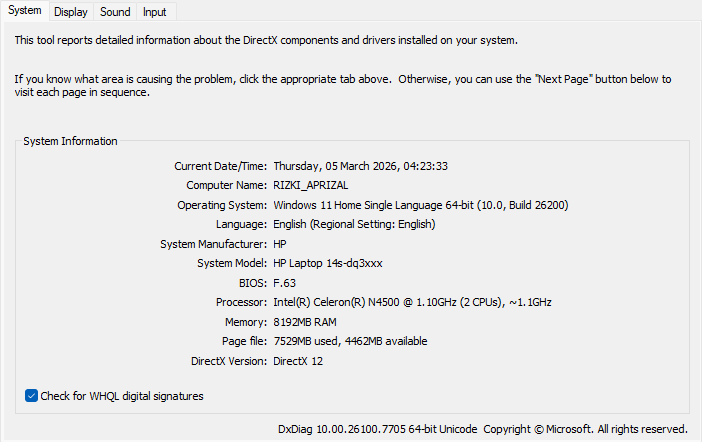 System Display Sound Input
This tool reports detailed information about the DirectX components and drivers installed on your system.
If you know what area is causing the problem, click the appropriate tab above.  Otherwise, you can use the "Next Page" button below to
visit each page in sequence.
System Information
Current Date/Time: Thursday, 05 March 2026, 04:23:33
Computer Name: RIZKI_APRIZAL
Operating System: Windows 11 Home Single Language 64-bit (10.0, Build 26200)
Language: English (Regional Setting: English)
System Manufacturer: HP
System Model: HP Laptop 14s-dq3xxx
BIOS: F.63
Processor: Intel(R) Celeron(R) N4500 @ 1.10GHz (2 CPUs), ~1.1GHz
Memory: 8192MB RAM
Page file: 7529MB used, 4462MB available
DirectX Version: DirectX 12
Check for WHQL digital signatures
DxDiag 10.00.26100.7705 64-bit Unicode  Copyright © Microsoft. All rights reserved.